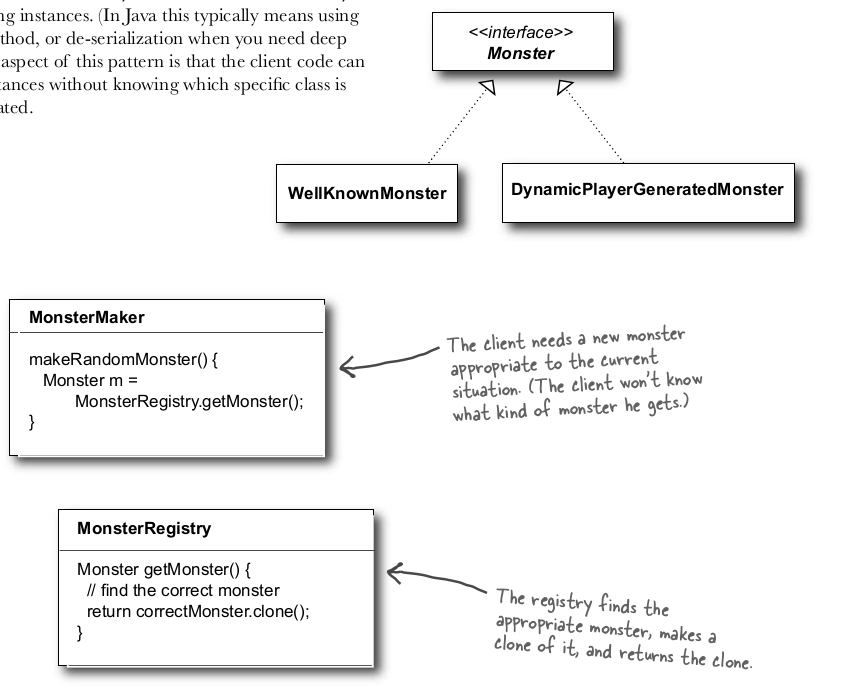 ng instances. (In Java this typically means using
thod, or de-serialization when you need deep
aspect of this pattern is that the client code can
tances without knowing which specific class is
ated.
<<interface>>
Monster
WellKnownMonster
DynamicPlayerGeneratedMonster
MonsterMaker
makeRandomMonster() {
Monster m =
MonsterRegistry.getMonster();
}
The client needs a new monster
appropriate to the current
situation. (The client won't know
what kind of monster he gets.)
MonsterRegistry
Monster getMonster() {
// find the correct monster
return correctMonster.clone();
}
The registry finds the
appropriate monster, makes a
clone of it, and returns the clone.